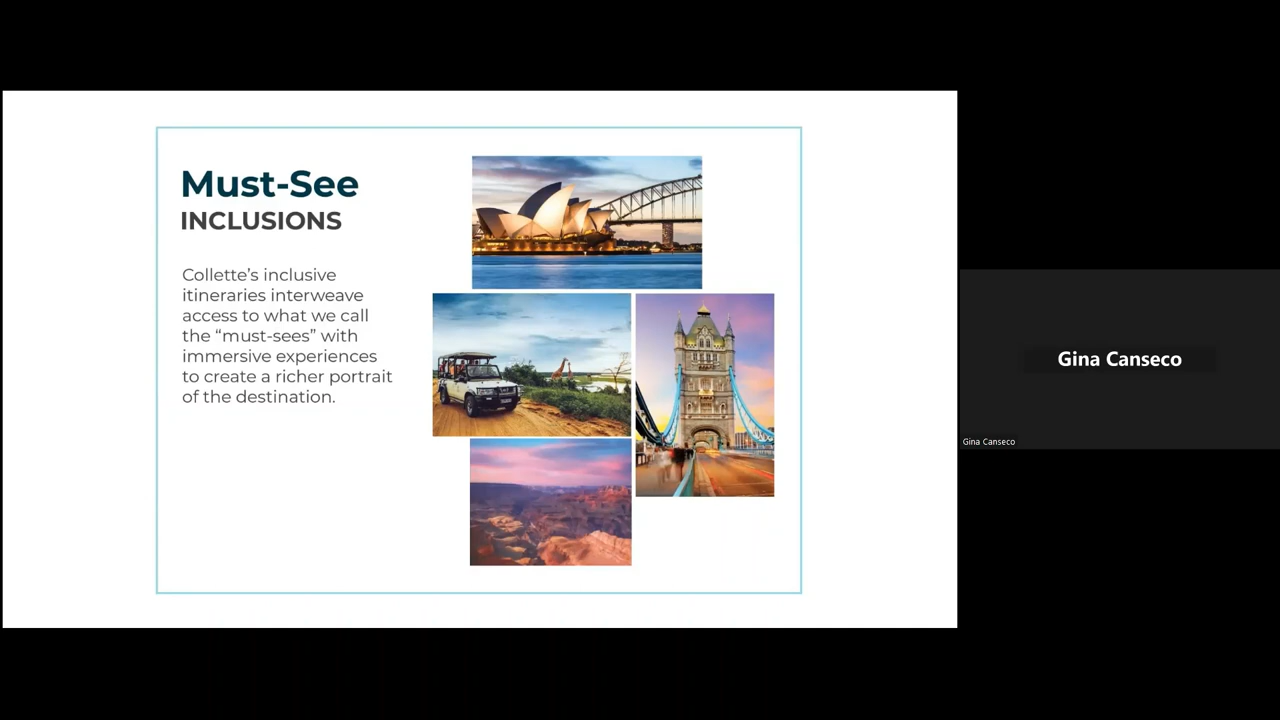 Must-See
INCLUSIONS
Collette’s inclusive
itineraries interweave
access to what we call
the “must-sees” with
immersive experiences
to create a richer portrait
of the destination.
Gina Canseco
Gina Canseco